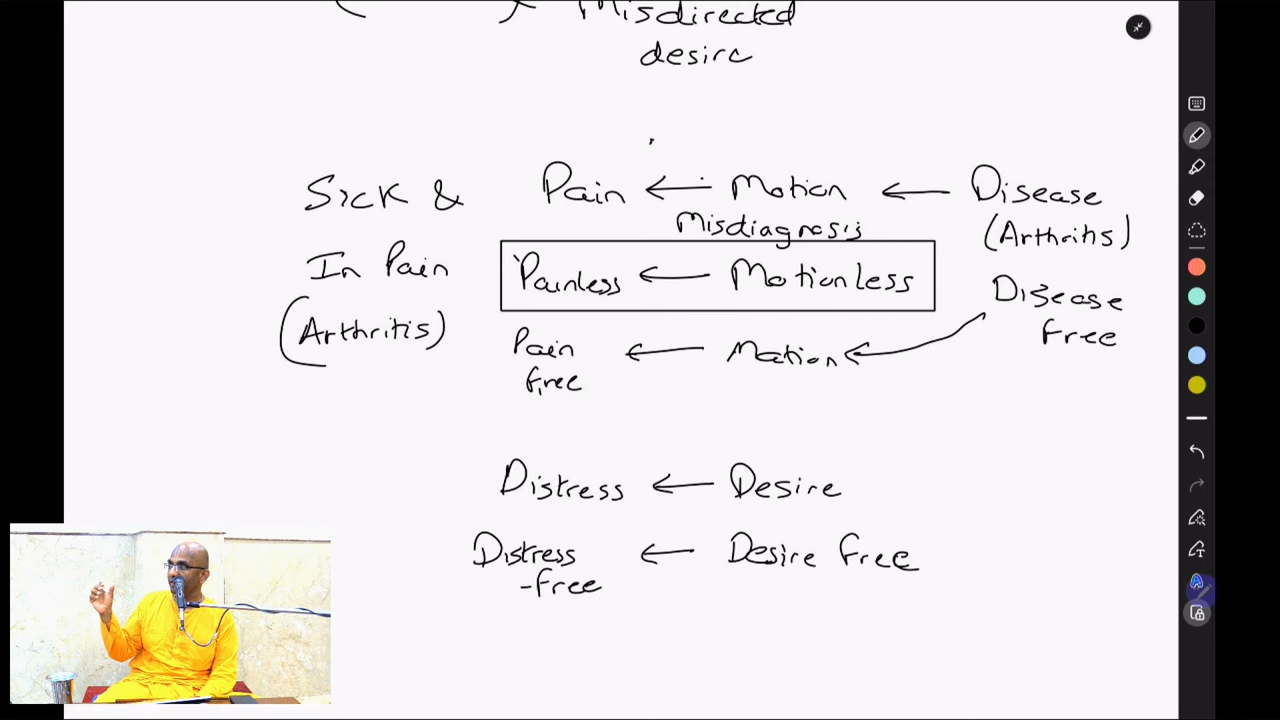 Misdirected
desire
Sick & Pain ← Motion ← Disease
Misdiagnosis (Arthritis)
In Pain Painless ← Motionless Disease
(Arthritis) Free
Pain ← Motion
free
Distress ← Desire
Distress ← Desire free
-free